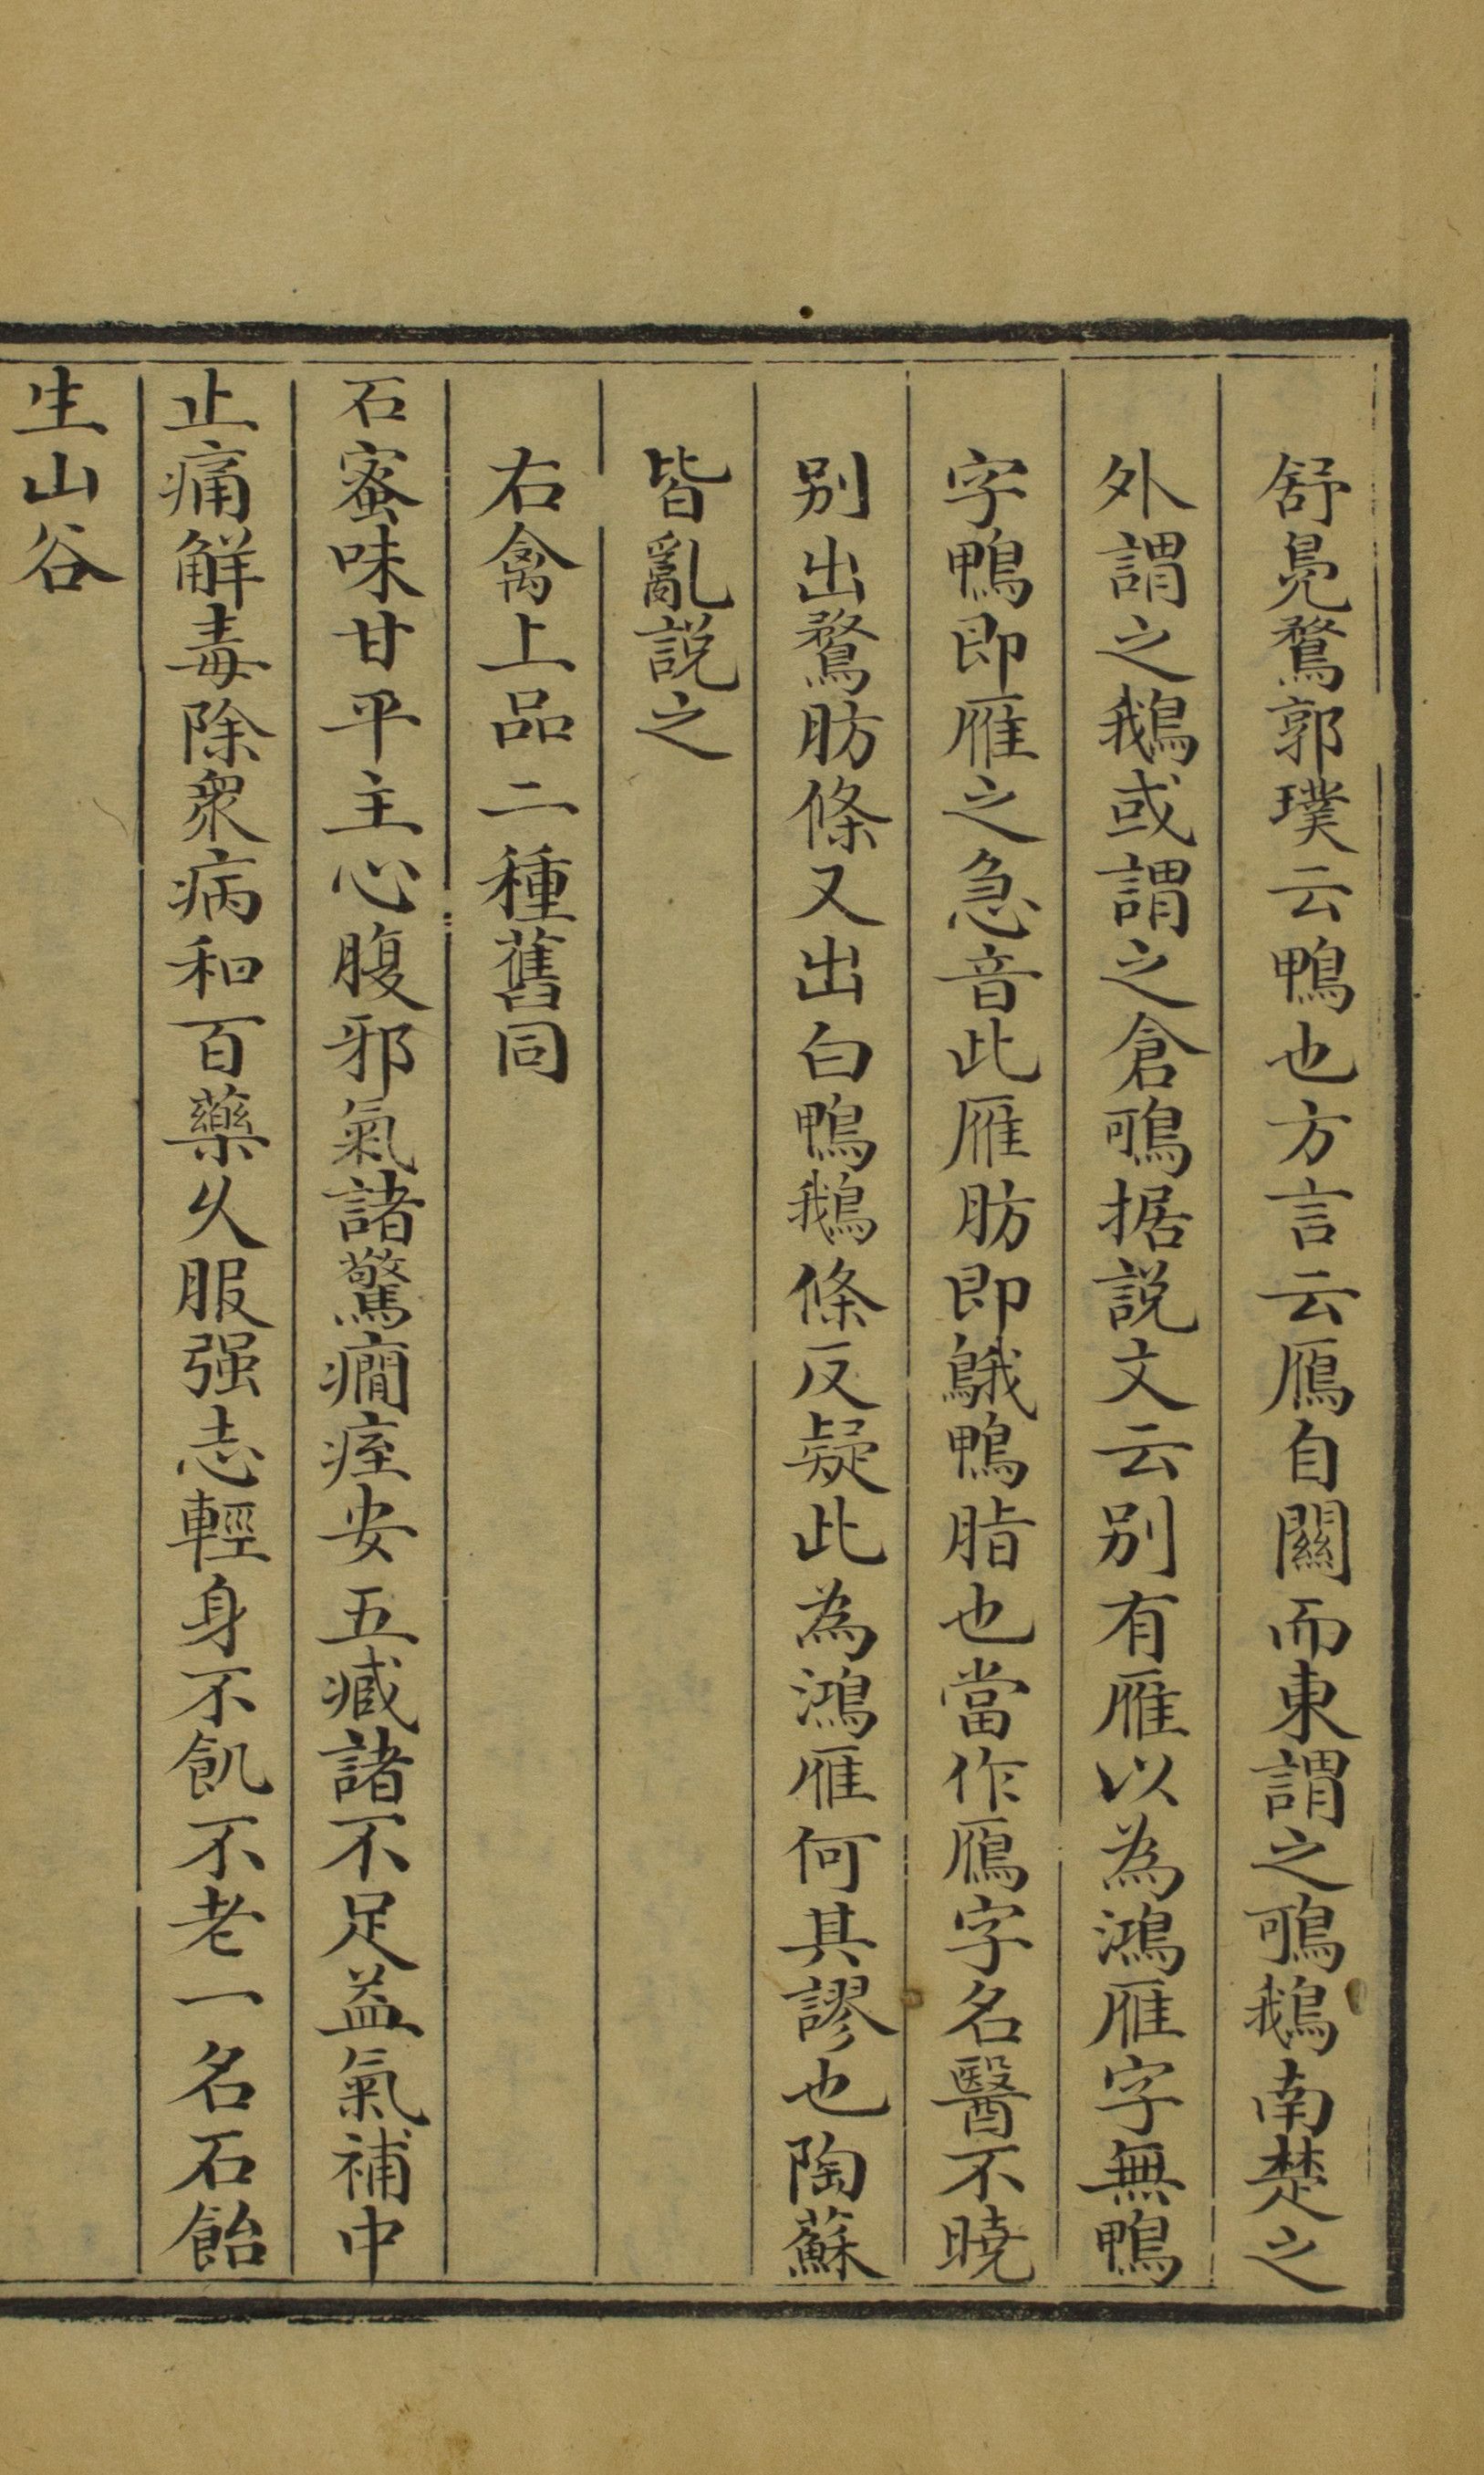 舒鳧鶩郭璞云鴨也方言云鴈自關而東謂之鴚鵝南楚之
外謂之鵝或謂之倉鴚据説文云别有雁以為鴻雁字無鴨
字鴨即雁之急音此雁肪即鵝鴨脂也當作鴈字名醫不曉
别出鶩肪條又出白鴨鵝條反疑此為鴻雁何其謬也陶蘇
皆亂説之
右禽上品二種舊同
石蜜味甘平主心腹邪氣諸驚癇痓安五臧諸不足益氣補中
止痛解毒除衆病和百藥久服强志輕身不飢不老一名石飴
生山谷